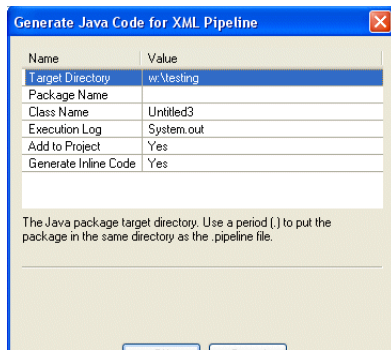 Generate Java Code for XML Pipeline
Name Value
Target Directory w:\testing
Package Name
Class Name Untitled3
Execution Log System.out
Add to Project Yes
Generate Inline Code Yes
The Java package target directory. Use a period (.) to put the
package in the same directory as the .pipeline file.